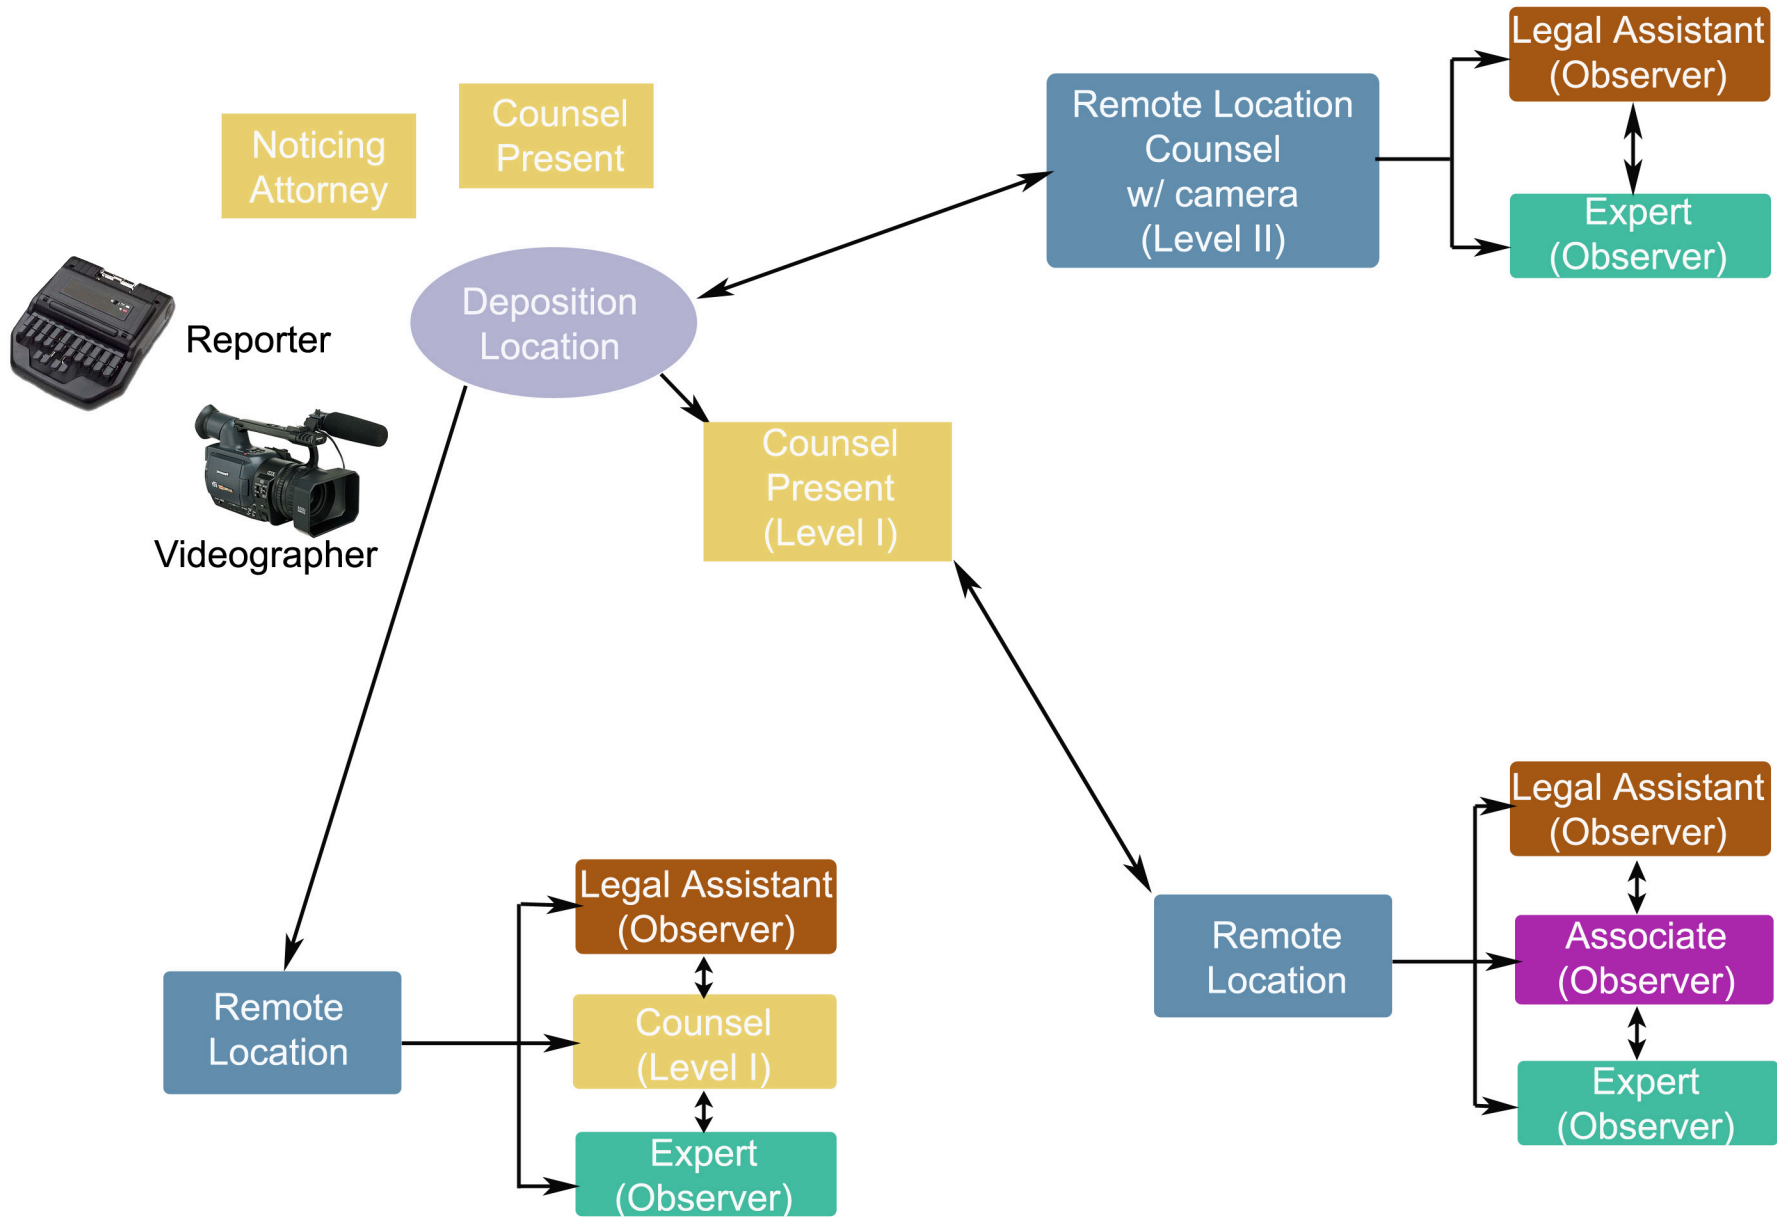 Noticing
Attorney
Counsel
Present
Remote Location
Counsel
w/ camera
(Level II)
Legal Assistant
(Observer)
Expert
(Observer)
Deposition
Location
Reporter
Videographer
Counsel
Present
(Level I)
Remote
Location
Legal Assistant
(Observer)
Counsel
(Level I)
Expert
(Observer)
Remote
Location
Legal Assistant
(Observer)
Associate
(Observer)
Expert
(Observer)